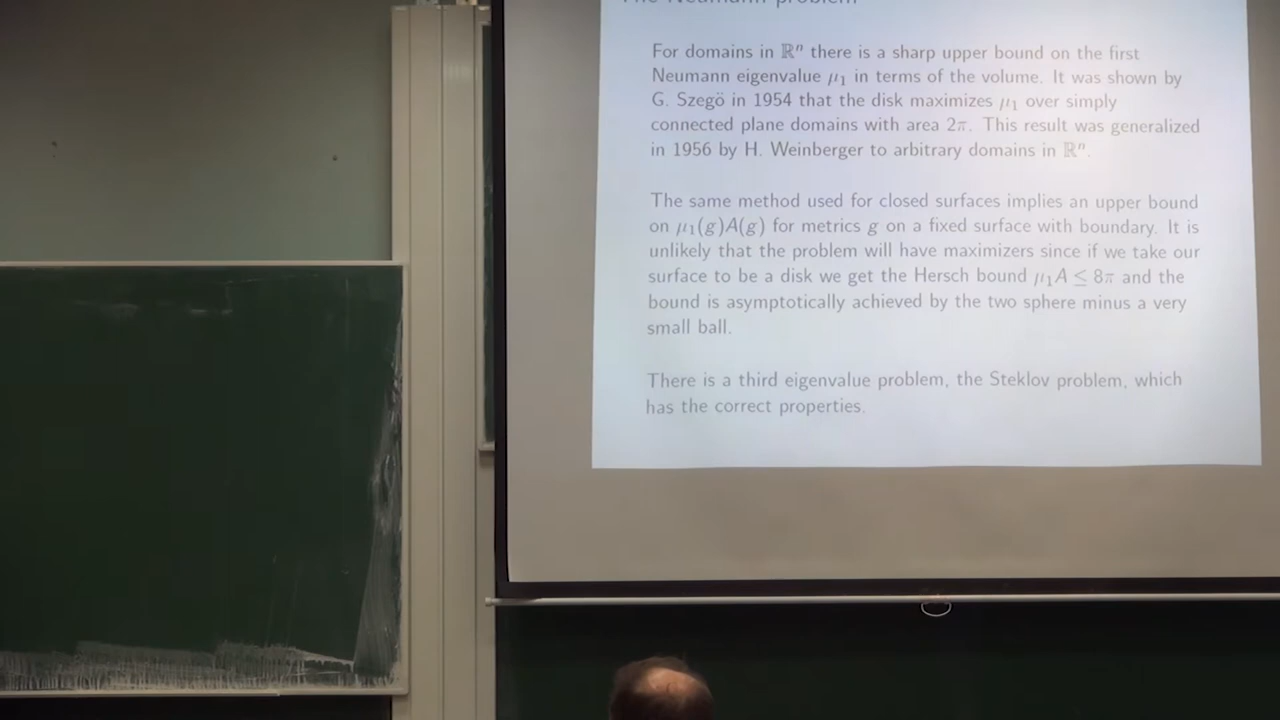 The Neumann problem
For domains in ℝⁿ there is a sharp upper bound on the first
Neumann eigenvalue μ₁ in terms of the volume. It was shown by
G. Szegö in 1954 that the disk maximizes μ₁ over simply
connected plane domains with area 2π. This result was generalized
in 1956 by H. Weinberger to arbitrary domains in ℝⁿ.
The same method used for closed surfaces implies an upper bound
on μ₁(g)A(g) for metrics g on a fixed surface with boundary. It is
unlikely that the problem will have maximizers since if we take our
surface to be a disk we get the Hersch bound μ₁A ≤ 8π and the
bound is asymptotically achieved by the two sphere minus a very
small ball.
There is a third eigenvalue problem, the Steklov problem, which
has the correct properties.